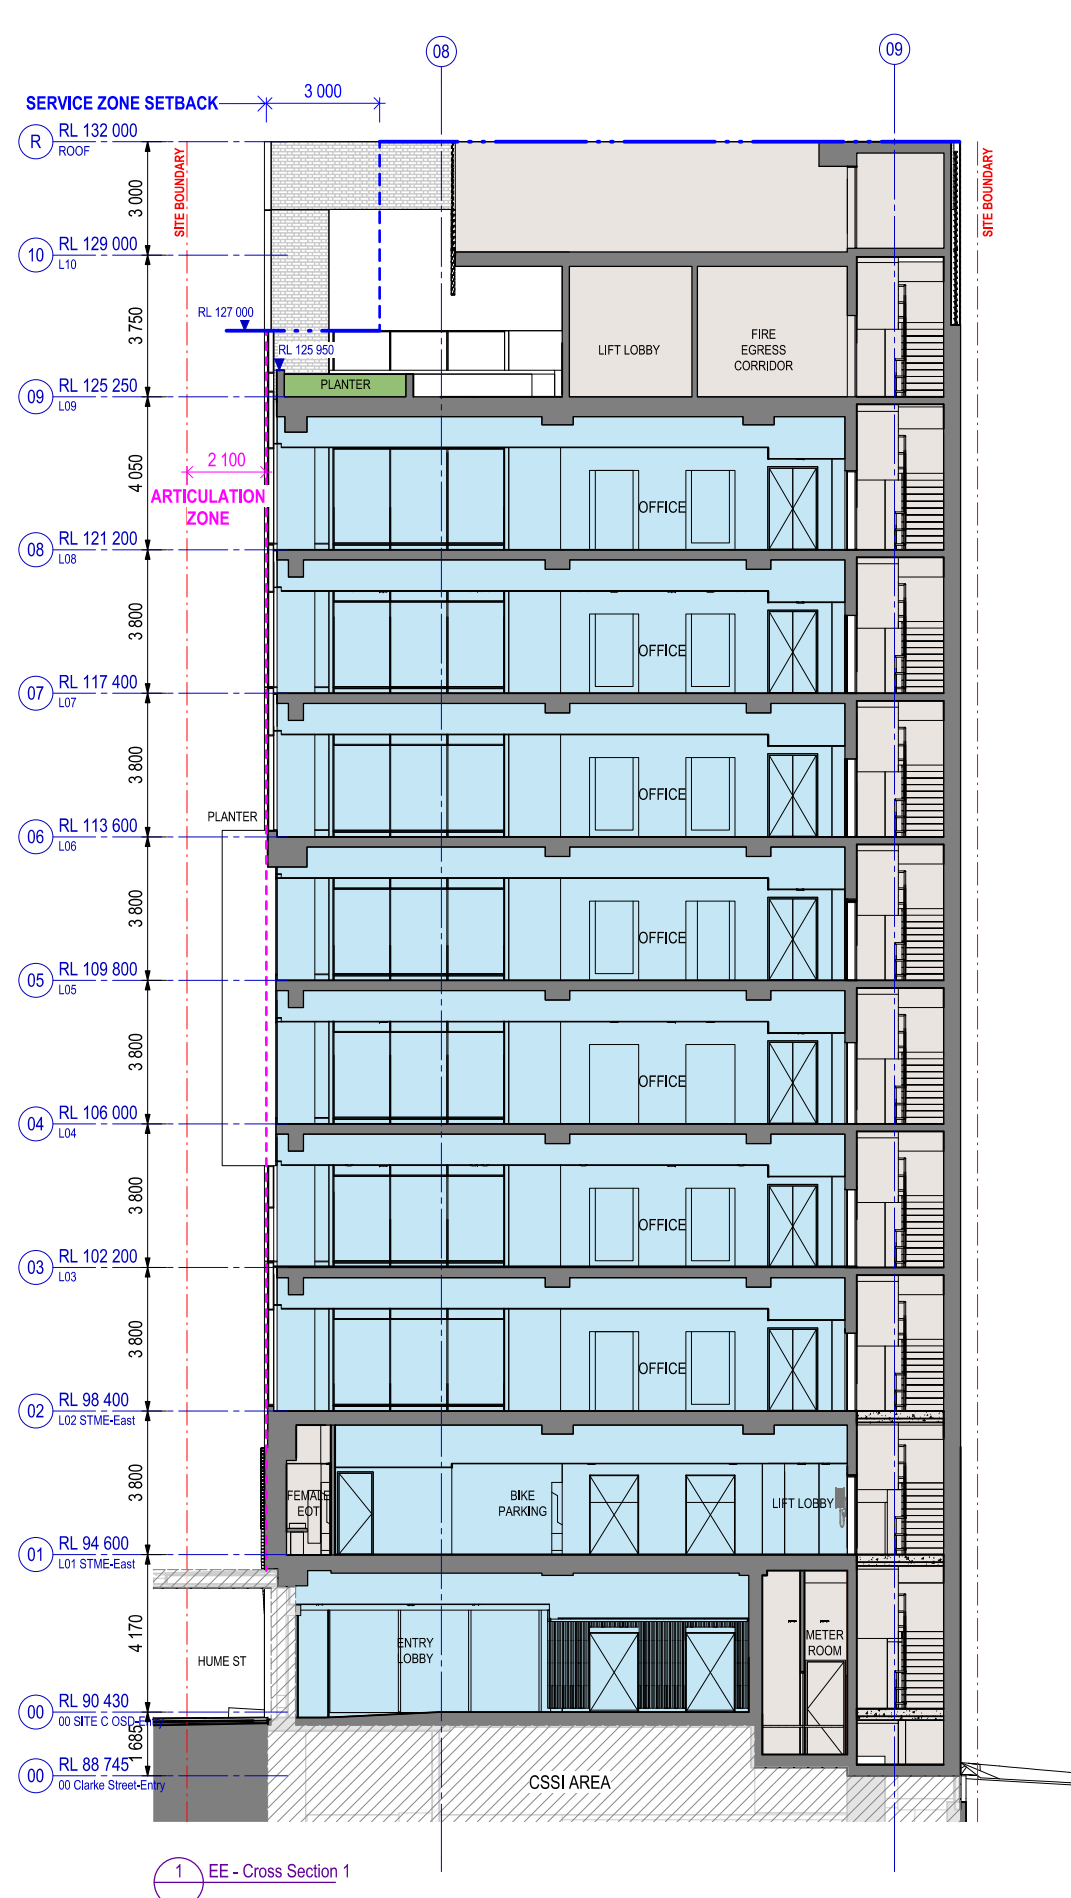 08
09
SERVICE ZONE SETBACK
3 000
R
RL 132 000
ROOF
SITE BOUNDARY
SITE BOUNDARY
3 000
10
RL 129 000
L10
3 750
RL 127 000
RL 125 950
LIFT LOBBY
FIRE
EGRESS
CORRIDOR
PLANTER
09
RL 125 250
L09
4 050
2 100
ARTICULATION
ZONE
OFFICE
08
RL 121 200
L08
3 800
OFFICE
07
RL 117 400
L07
3 800
OFFICE
PLANTER
06
RL 113 600
L06
3 800
OFFICE
05
RL 109 800
L05
3 800
OFFICE
04
RL 106 000
L04
3 800
OFFICE
03
RL 102 200
L03
3 800
OFFICE
02
RL 98 400
L02 STME-East
3 800
FEMALE
EOT
BIKE
PARKING
LIFT LOBBY
01
RL 94 600
L01 STME-East
4 170
HUME ST
ENTRY
LOBBY
METER
ROOM
00
RL 90 430
00 SITE C OSD-Entry
1 685
00
RL 88 745
00 Clarke Street-Entry
CSSI AREA
1
EE - Cross Section 1